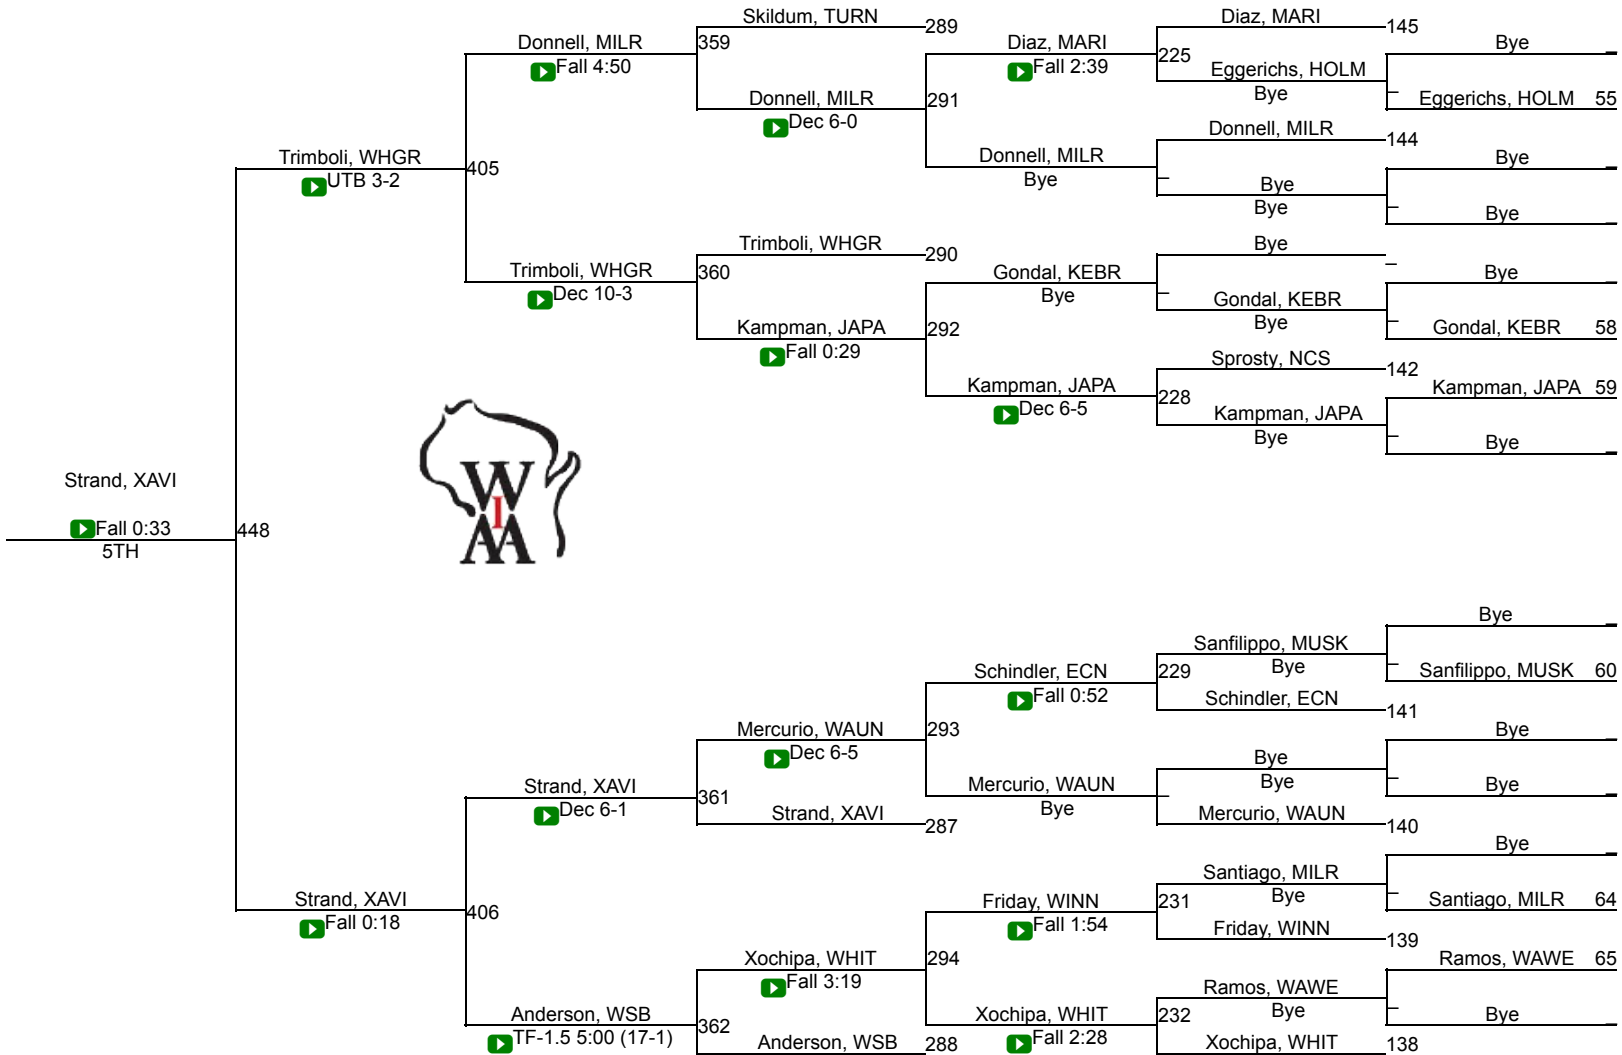 Skildum, TURN
289
Diaz, MARI
145
Donnell, MILR
359
Diaz, MARI
Bye
Fall 4:50
Fall 2:39
225
Eggerichs, HOLM
Bye
Donnell, MILR
291
Eggerichs, HOLM 55
Dec 6-0
Donnell, MILR
144
Trimboli, WHGR
405
Donnell, MILR
Bye
Bye
UTB 3-2
Bye
Bye
Bye
Trimboli, WHGR
290
Bye
Trimboli, WHGR
360
Gondal, KEBR
Bye
Dec 10-3
Bye
Gondal, KEBR
Kampman, JAPA
292
Bye
Gondal, KEBR 58
Fall 0:29
Sprosty, NCS
142
Kampman, JAPA
228
Kampman, JAPA 59
Dec 6-5
Kampman, JAPA
Bye
Bye
Strand, XAVI
W
I
AA
Fall 0:33
448
5TH
Bye
Sanfilippo, MUSK
Schindler, ECN
229
Bye
Sanfilippo, MUSK 60
Fall 0:52
Schindler, ECN
141
Mercurio, WAUN
293
Bye
Dec 6-5
Bye
Strand, XAVI
361
Mercurio, WAUN
Bye
Bye
Dec 6-1
Strand, XAVI
287
Bye
Mercurio, WAUN
140
Bye
Santiago, MILR
Strand, XAVI
406
Friday, WINN
231
Bye
Santiago, MILR 64
Fall 0:18
Fall 1:54
Friday, WINN
139
Xochipa, WHIT
294
Ramos, WAWE 65
Fall 3:19
Ramos, WAWE
Anderson, WSB
362
Xochipa, WHIT
232
Bye
Bye
TF-1.5 5:00 (17-1)
Anderson, WSB
288
Fall 2:28
Xochipa, WHIT
138